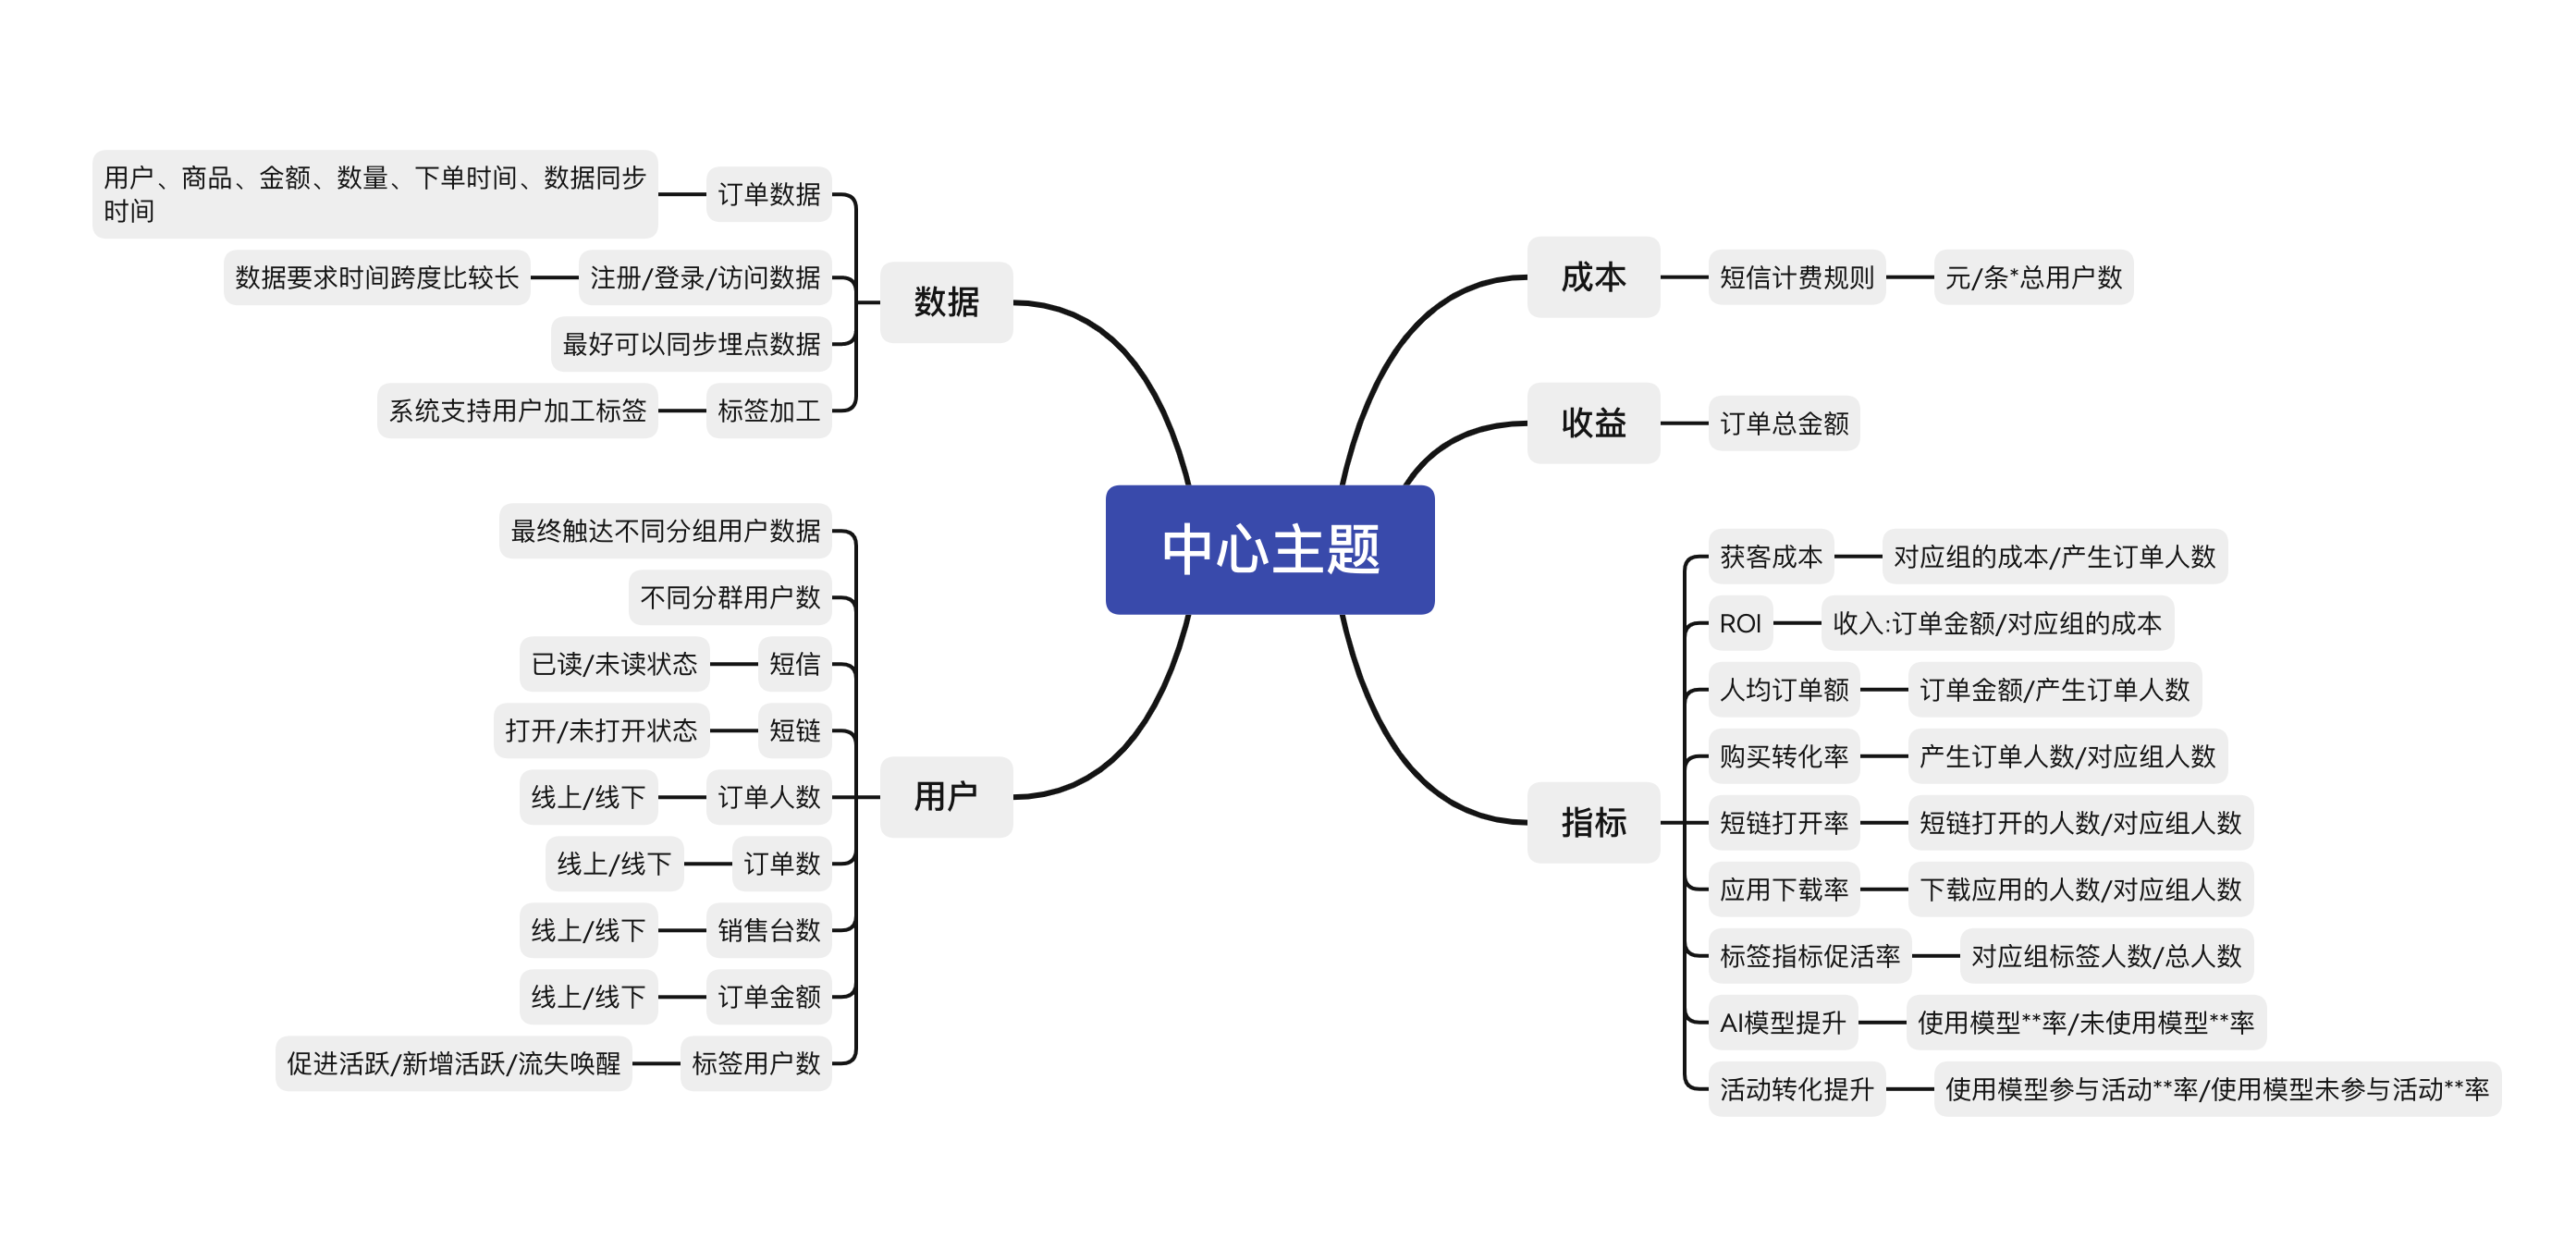 中心主题
成本
短信计费规则
元/条*总用户数
收益
订单总金额
指标
获客成本
对应组的成本/产生订单人数
ROI
收入:订单金额/对应组的成本
人均订单额
订单金额/产生订单人数
购买转化率
产生订单人数/对应组人数
短链打开率
短链打开的人数/对应组人数
应用下载率
下载应用的人数/对应组人数
标签指标促活率
对应组标签人数/总人数
AI模型提升
使用模型**率/未使用模型**率
活动转化提升
使用模型参与活动**率/使用模型未参与活动**率
数据
订单数据
用户、商品、金额、数量、下单时间、数据同步
时间
注册/登录/访问数据
数据要求时间跨度比较长
最好可以同步埋点数据
标签加工
系统支持用户加工标签
用户
最终触达不同分组用户数据
不同分群用户数
短信
已读/未读状态
短链
打开/未打开状态
订单人数
线上/线下
订单数
线上/线下
销售台数
线上/线下
订单金额
线上/线下
标签用户数
促进活跃/新增活跃/流失唤醒